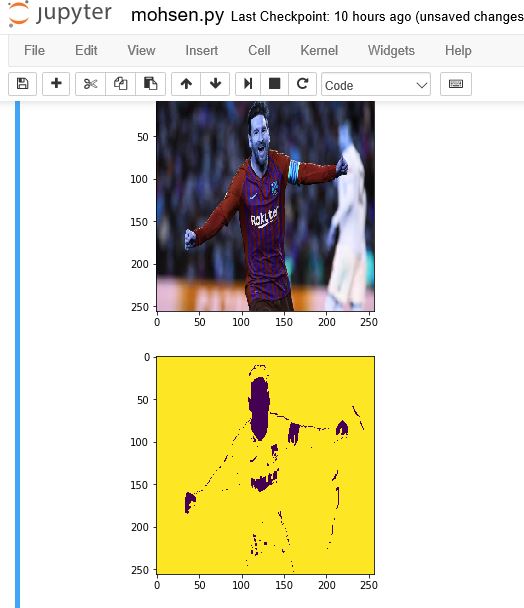 jupyter mohsen.py Last Checkpoint: 10 hours ago (unsaved changes
File Edit View Insert Cell Kernel Widgets Help
Code
50
100
150
200
250
0 50 100 150 200 250
Rakuten
0
50
100
150
200
250
0 50 100 150 200 250